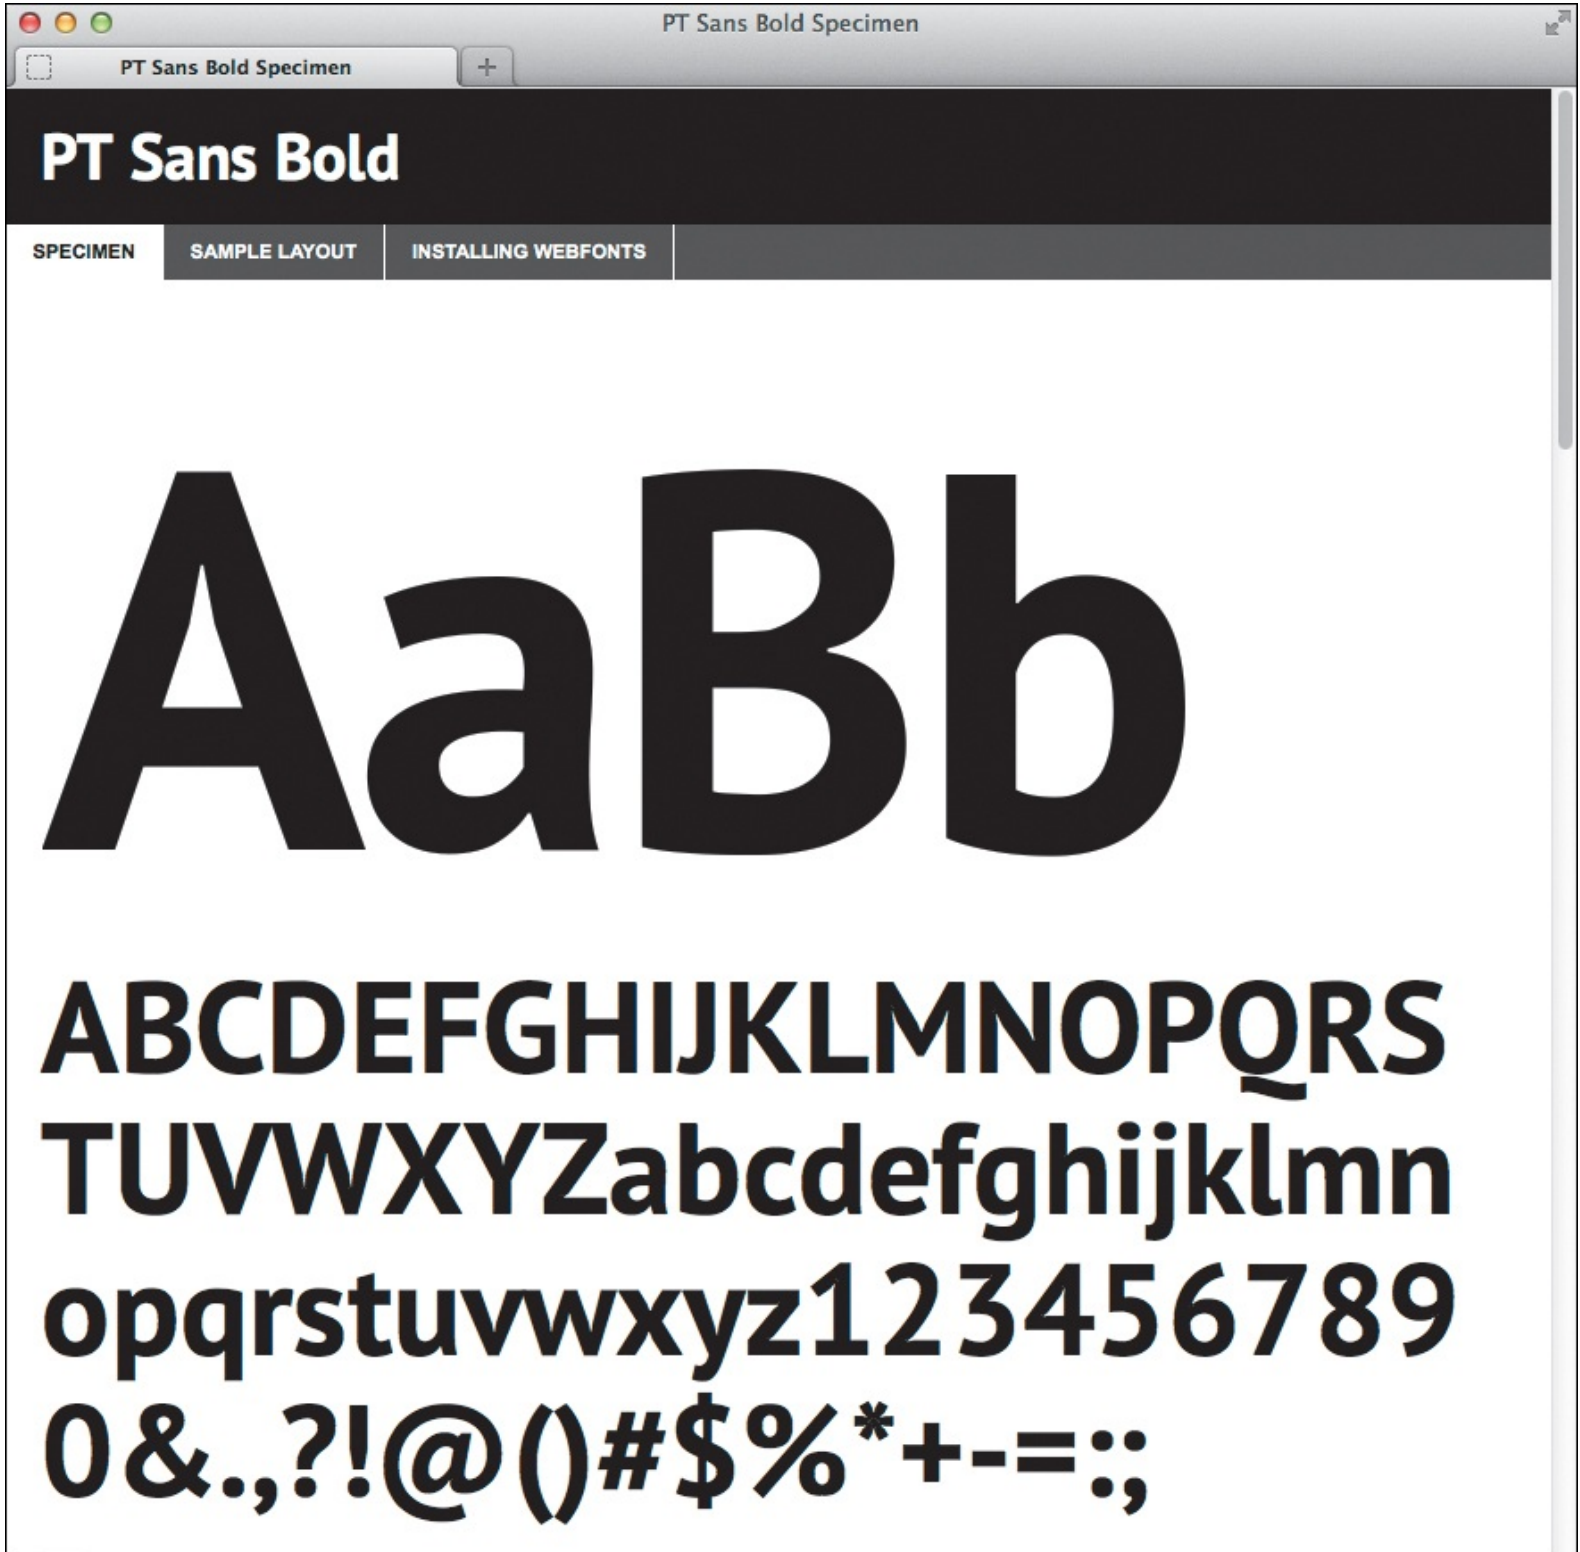 PT Sans Bold Specimen
PT Sans Bold Specimen
PT Sans Bold
SPECIMEN SAMPLE LAYOUT INSTALLING WEBFONTS
AaBb
ABCDEFGHIJKLMNOPQRS
TUVWXYZabcdefghijklmn
opqrstuvwxyz123456789
0&.,?!@()#$%*+-=:;